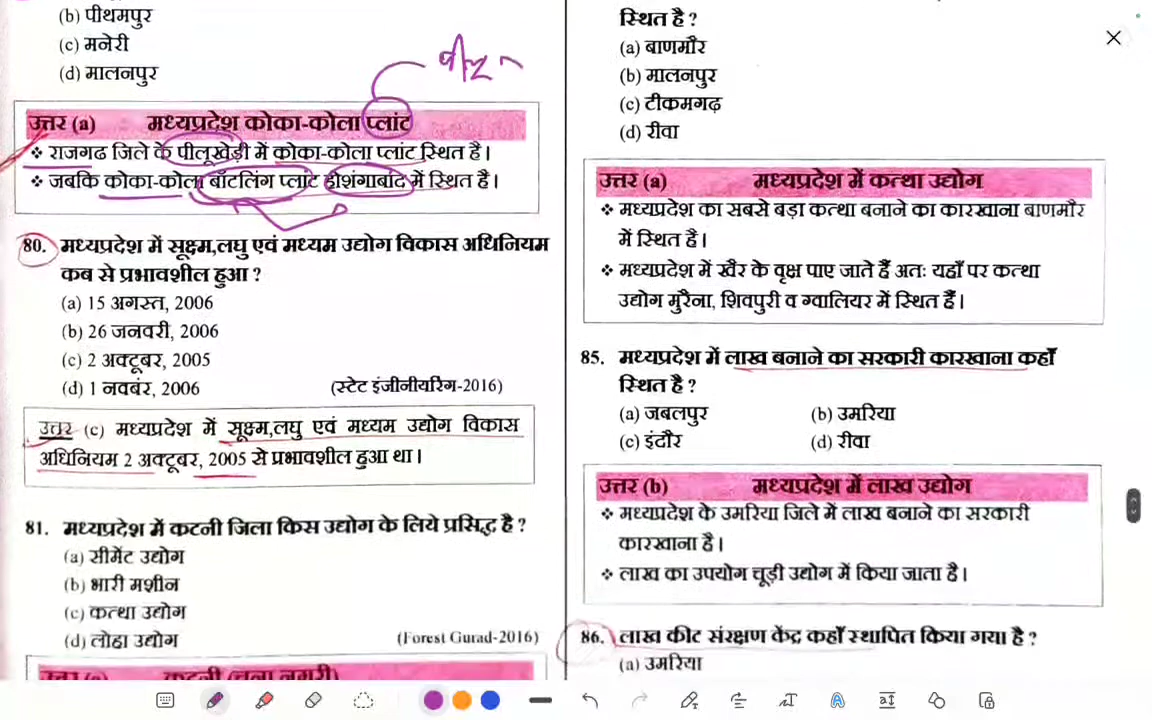 (b) पीथमपुर
(c) मनेरी
(d) मालनपुर
उत्तर (a) मध्यप्रदेश कोका-कोला प्लांट
❖ राजगढ जिले के पीलूखेड़ी में कोका-कोला प्लांट स्थित है।
❖ जबकि कोका-कोला बॉटलिंग प्लांट होशंगाबाद में स्थित है।
80. मध्यप्रदेश में सूक्ष्म,लघु एवं मध्यम उद्योग विकास अधिनियम
कब से प्रभावशील हुआ ?
(a) 15 अगस्त, 2006
(b) 26 जनवरी, 2006
(c) 2 अक्टूबर, 2005
(d) 1 नवबंर, 2006 (स्टेट इंजीनीयरिंग-2016)
उत्तर (c) मध्यप्रदेश में सूक्ष्म,लघु एवं मध्यम उद्योग विकास
अधिनियम 2 अक्टूबर, 2005 से प्रभावशील हुआ था।
81. मध्यप्रदेश में कटनी जिला किस उद्योग के लिये प्रसिद्ध है ?
(a) सीमेंट उद्योग
(b) भारी मशीन
(c) कत्था उद्योग
(d) लोहा उद्योग (Forest Gurad-2016)
उत्तर (a) कटनी (चूना नगरी)
स्थित है ?
(a) बाणमौर
(b) मालनपुर
(c) टीकमगढ़
(d) रीवा
उत्तर (a) मध्यप्रदेश में कत्था उद्योग
❖ मध्यप्रदेश का सबसे बड़ा कत्था बनाने का कारखाना बाणमौर
में स्थित है।
❖ मध्यप्रदेश में खैर के वृक्ष पाए जाते हैं अतः यहाँ पर कत्था
उद्योग मुरैना, शिवपुरी व ग्वालियर में स्थित हैं।
85. मध्यप्रदेश में लाख बनाने का सरकारी कारखाना कहाँ
स्थित है ?
(a) जबलपुर (b) उमरिया
(c) इंदौर (d) रीवा
उत्तर (b) मध्यप्रदेश में लाख उद्योग
❖ मध्यप्रदेश के उमरिया जिले में लाख बनाने का सरकारी
कारखाना है।
❖ लाख का उपयोग चूड़ी उद्योग में किया जाता है।
86. लाख कीट संरक्षण केंद्र कहाँ स्थापित किया गया है ?
(a) उमरिया